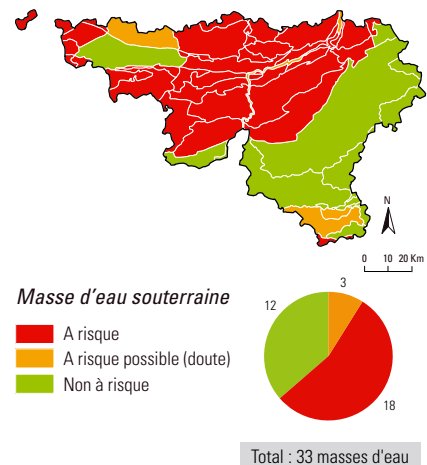 N
0 10 20 Km
Masse d'eau souterraine
A risque
A risque possible (doute)
Non à risque
3
12
18
Total : 33 masses d'eau